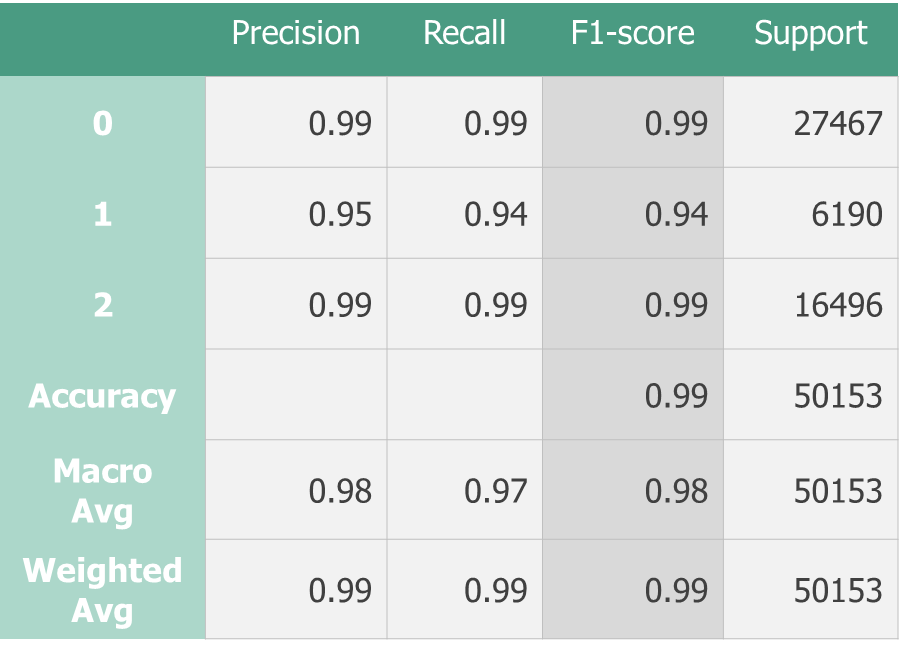 Precision Recall F1-score Support
0 0.99 0.99 0.99 27467
1 0.95 0.94 0.94 6190
2 0.99 0.99 0.99 16496
Accuracy 0.99 50153
Macro
Avg 0.98 0.97 0.98 50153
Weighted
Avg 0.99 0.99 0.99 50153